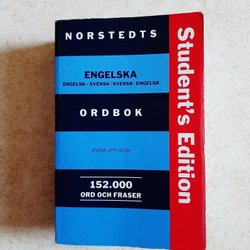 NORSTEDTS
ENGELSKA
ENGELSK-SVENSK·SVENSK-ENGELSK
ORDBOK
ANDRA UPPLAGAN
152.000
ORD OCH FRASER
Student's Edition